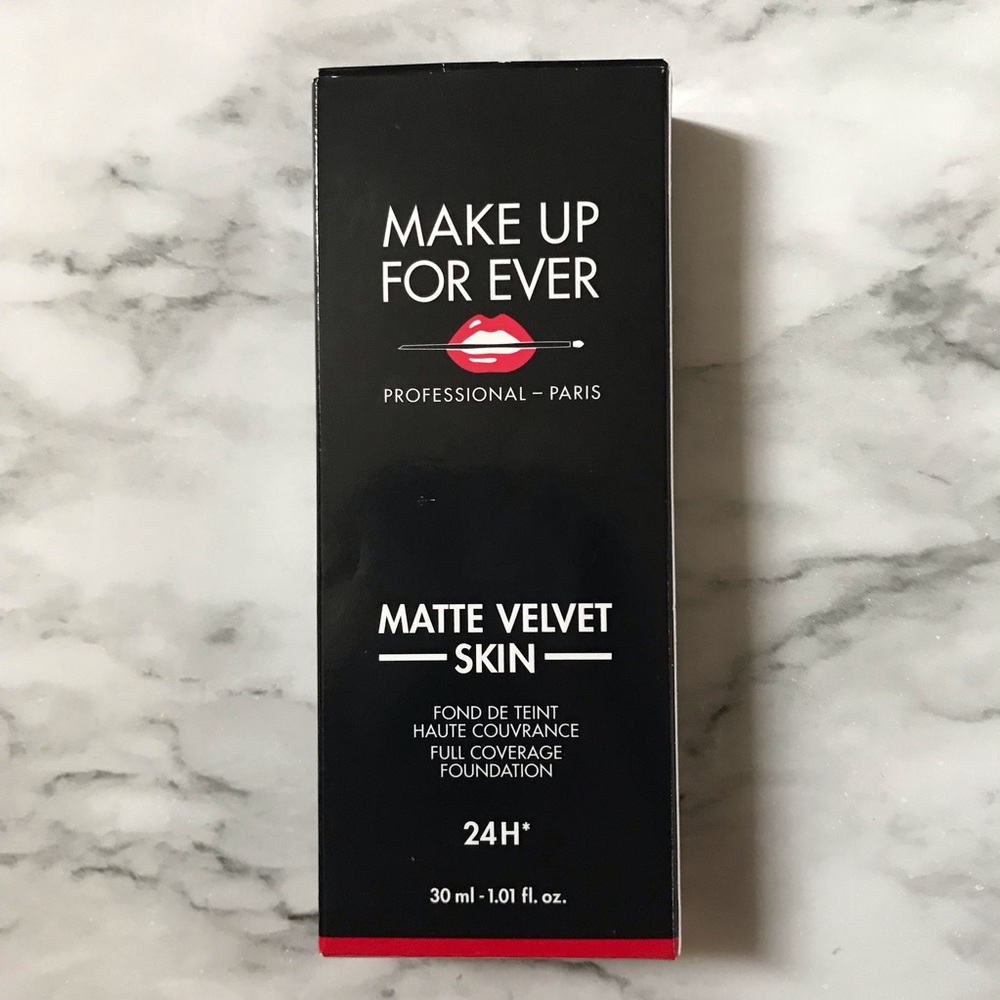 MAKE UP
FOR EVER
PROFESSIONAL – PARIS
MATTE VELVET
SKIN
FOND DE TEINT
HAUTE COUVRANCE
FULL COVERAGE
FOUNDATION
24H*
30 ml - 1.01 fl. oz.